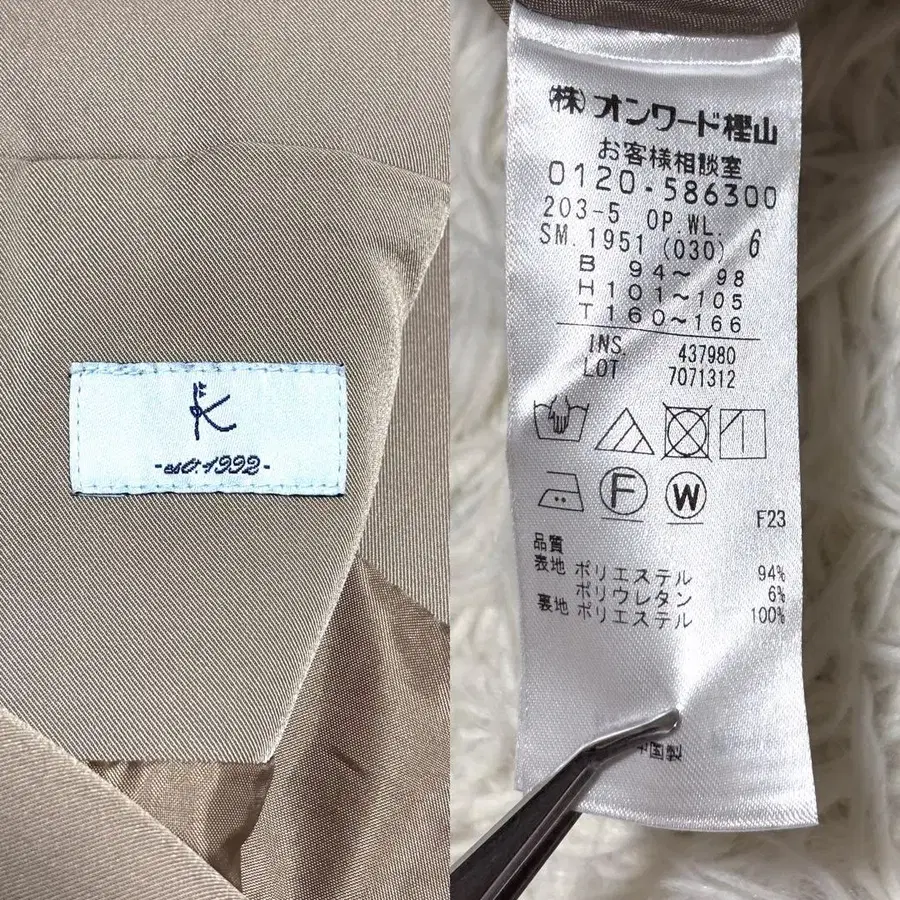 K
-est.1992-
(株)オンワード樫山
お客様相談室
0120-586300
203-5 OP.WL. 6
SM.1951 (030)
B 94~ 98
H101~105
T160~166
INS. 437980
LOT 7071312
F
W
F23
品質
表地 ポリエステル 94%
ポリウレタン 6%
裏地 ポリエステル 100%
中国製